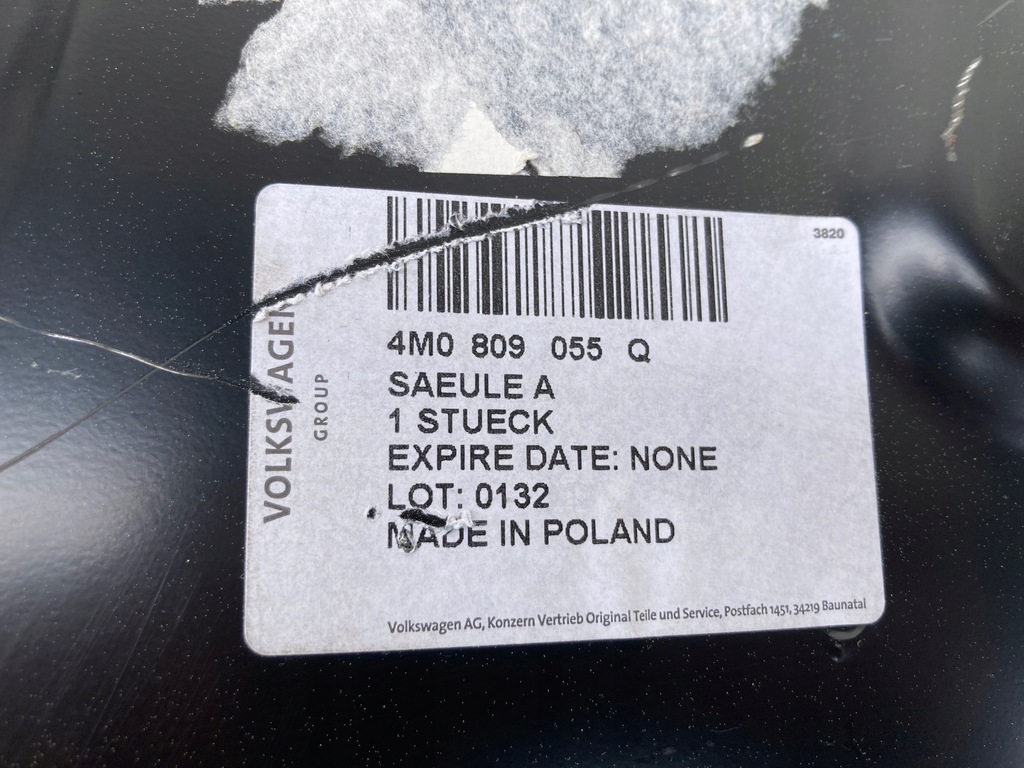 3820
4M0 809 055 Q
SAEULE A
1 STUECK
EXPIRE DATE: NONE
LOT: 0132
MADE IN POLAND
VOLKSWAGEN
GROUP
Volkswagen AG, Konzern Vertrieb Original Teile und Service, Postfach 1451, 34219 Baunatal